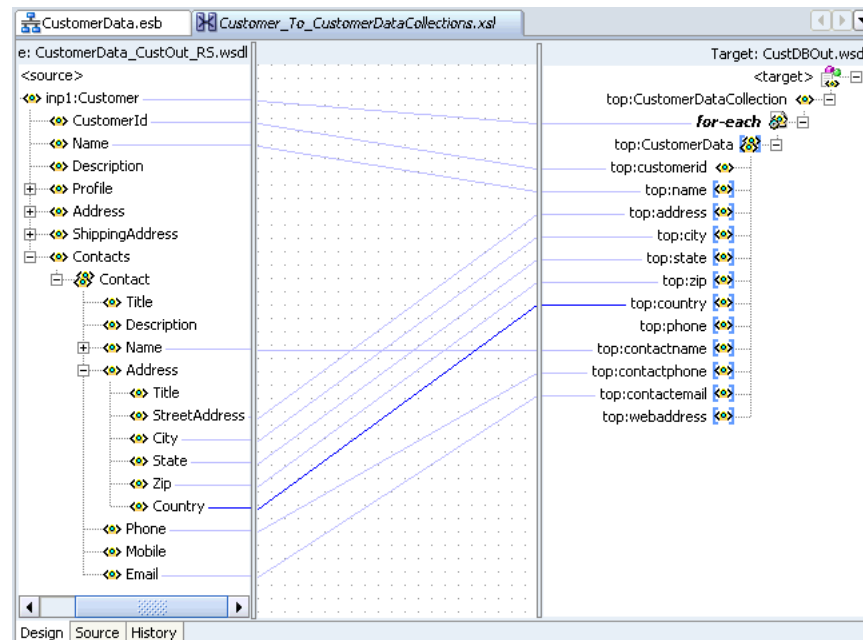 CustomerData.esb
Customer_To_CustomerDataCollections.xsl
e: CustomerData_CustOut_RS.wsdl
<source>
inp1:Customer
CustomerId
Name
Description
Profile
Address
ShippingAddress
Contacts
Contact
Title
Description
Name
Address
Title
StreetAddress
City
State
Zip
Country
Phone
Mobile
Email
Target: CustDBOut.wsd
<target>
top:CustomerDataCollection
for-each
top:CustomerData
top:customerid
top:name
top:address
top:city
top:state
top:zip
top:country
top:phone
top:contactname
top:contactphone
top:contactemail
top:webaddress
Design Source History